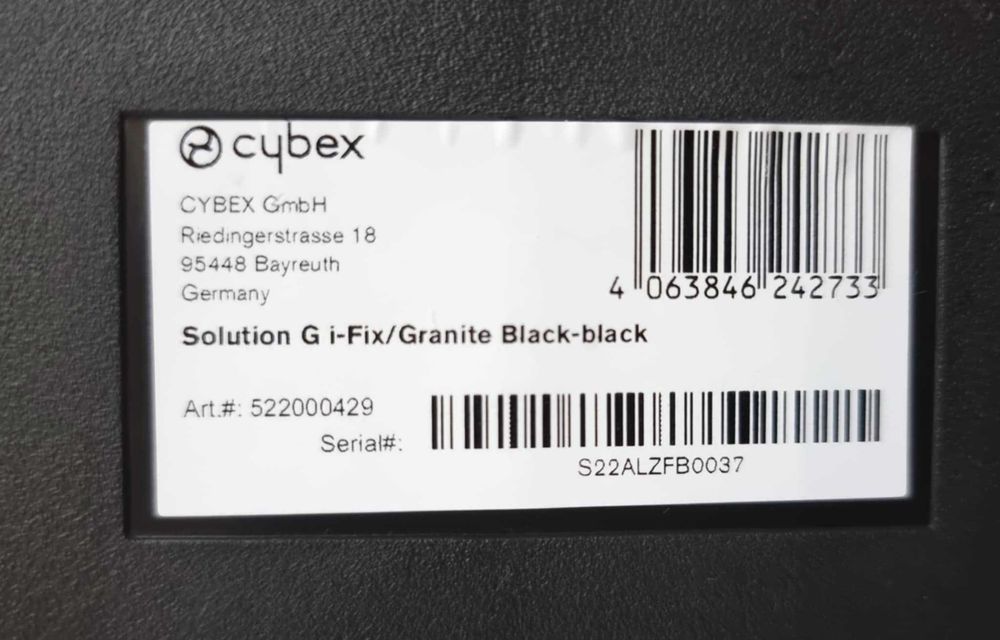 cybex
CYBEX GmbH
Riedingerstrasse 18
95448 Bayreuth
Germany
4 063846 242733
Solution G i-Fix/Granite Black-black
Art.#: 522000429
Serial#:
S22ALZFB0037